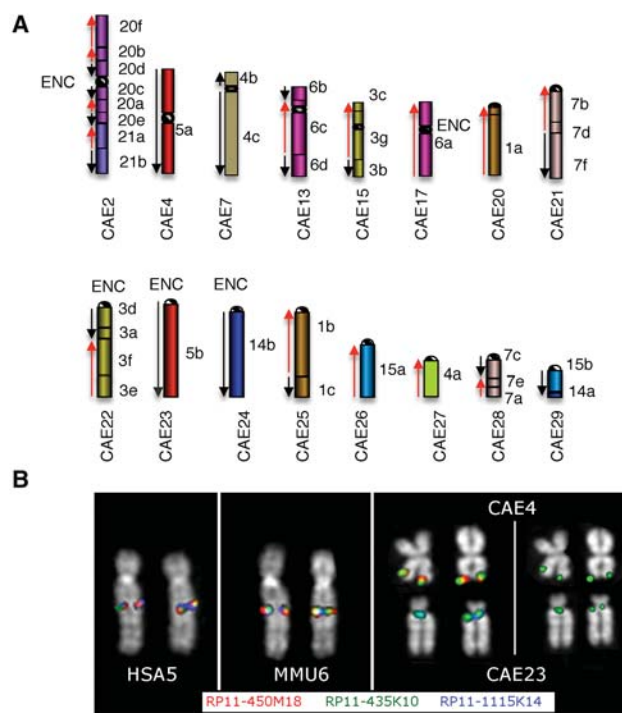 A
20f
20b
20d
ENC
20c
20a
20e
21a
21b
CAE2
5a
CAE4
4b
4c
CAE7
6b
6c
6d
CAE13
3c
3g
3b
CAE15
ENC
6a
CAE17
1a
CAE20
7b
7d
7f
CAE21
ENC
3d
3a
3f
3e
CAE22
ENC
5b
CAE23
ENC
14b
CAE24
1b
1c
CAE25
15a
CAE26
4a
CAE27
7c
7e
7a
CAE28
15b
14a
CAE29
B
CAE4
HSA5
MMU6
CAE23
RP11-450M18 RP11-435K10 RP11-1115K14